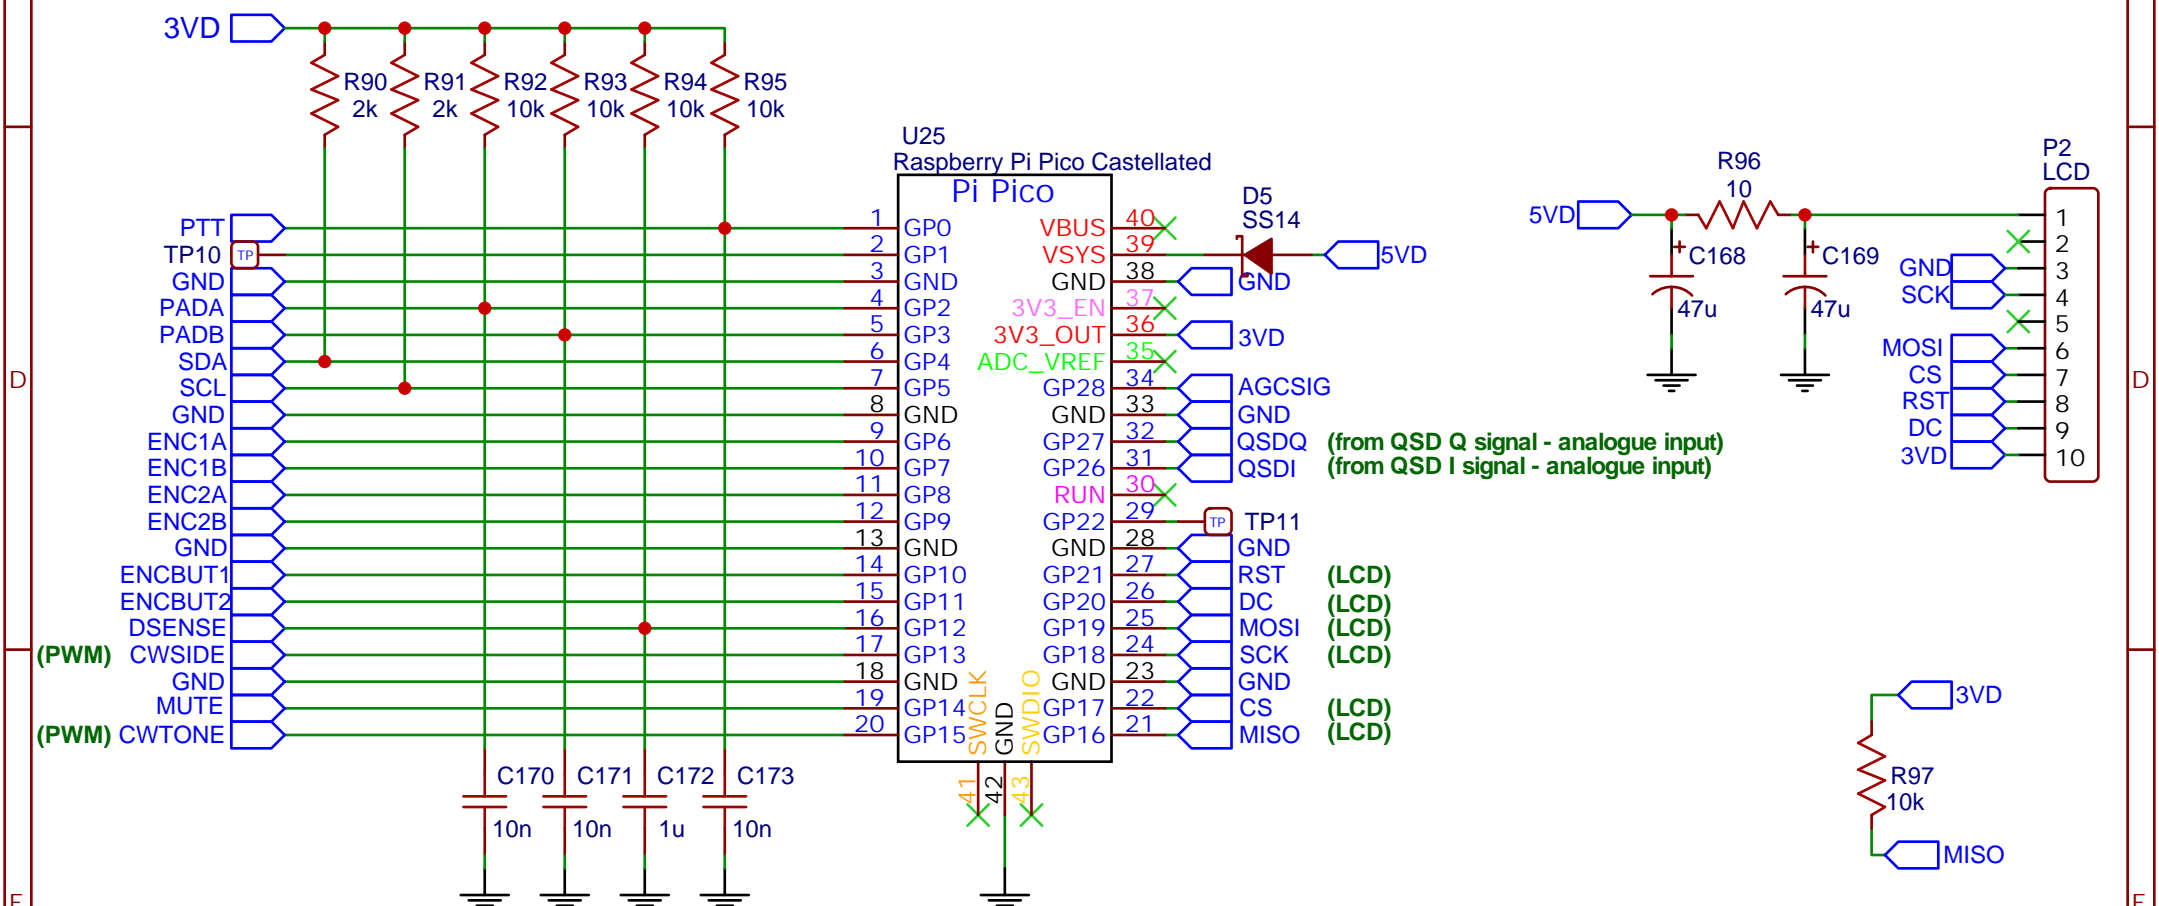 3VD
R90 R91 R92 R93 R94 R95
2k 2k 10k 10k 10k 10k
U25
Raspberry Pi Pico Castellated
Pi Pico
PTT 1 GP0 VBUS 40
TP10 TP 2 GP1 VSYS 39
GND 3 GND GND 38 GND
PADA 4 GP2 3V3_EN 37
PADB 5 GP3 3V3_OUT 36 3VD
SDA 6 GP4 ADC_VREF 35
SCL 7 GP5 GP28 34 AGCSIG
GND 8 GND GND 33 GND
ENC1A 9 GP6 GP27 32 QSDQ (from QSD Q signal - analogue input)
ENC1B 10 GP7 GP26 31 QSDI (from QSD I signal - analogue input)
ENC2A 11 GP8 RUN 30
ENC2B 12 GP9 GP22 29 TP TP11
GND 13 GND GND 28 GND
ENCBUT1 14 GP10 GP21 27 RST (LCD)
ENCBUT2 15 GP11 GP20 26 DC (LCD)
DSENSE 16 GP12 GP19 25 MOSI (LCD)
(PWM) CWSIDE 17 GP13 GP18 24 SCK (LCD)
GND 18 GND GND 23 GND
MUTE 19 GP14 GP17 22 CS (LCD)
(PWM) CWTONE 20 GP15 GP16 21 MISO (LCD)
SWCLK GND SWDIO
41 42 43
D5
SS14
5VD
C170 C171 C172 C173
10n 10n 1u 10n
R96
10
5VD
+ C168 + C169
47u 47u
P2
LCD
1
2
GND 3
SCK 4
5
MOSI 6
CS 7
RST 8
DC 9
3VD 10
3VD
R97
10k
MISO
D D
E E